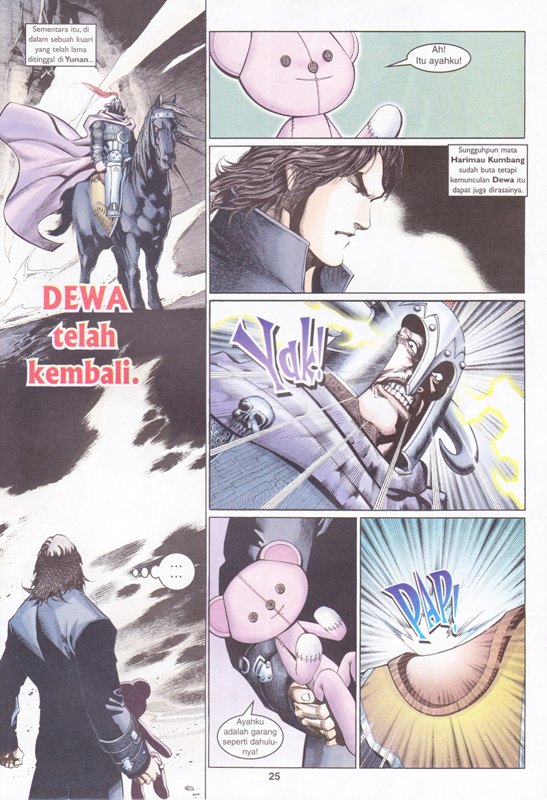 Sementara itu, di
dalam sebuah kuari
yang telah lama
ditinggal di Yunan...
DEWA
telah
kembali.
...
...
Ah!
Itu ayahku!
Sungguhpun mata
Harimau Kumbang
sudah buta tetapi
kemunculan Dewa itu
dapat juga dirasainya.
Yak!
Ayahku
adalah garang
seperti dahulu-
nya!
PAP!
25